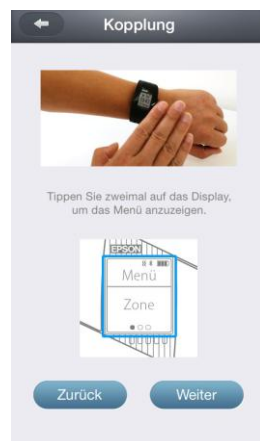 Kopplung
Tippen Sie zweimal auf das Display,
um das Menü anzuzeigen.
EPSON
Menü
Zone
Zurück
Weiter